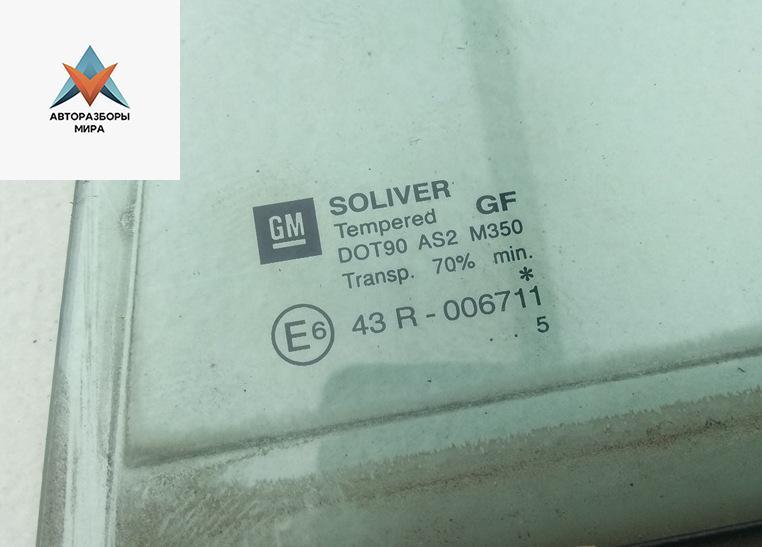 АВТОРАЗБОРЫ
МИРА
GM
SOLIVER GF
Tempered
DOT90 AS2 M350
Transp. 70% min.
*
E6 43 R - 006711
. . 5